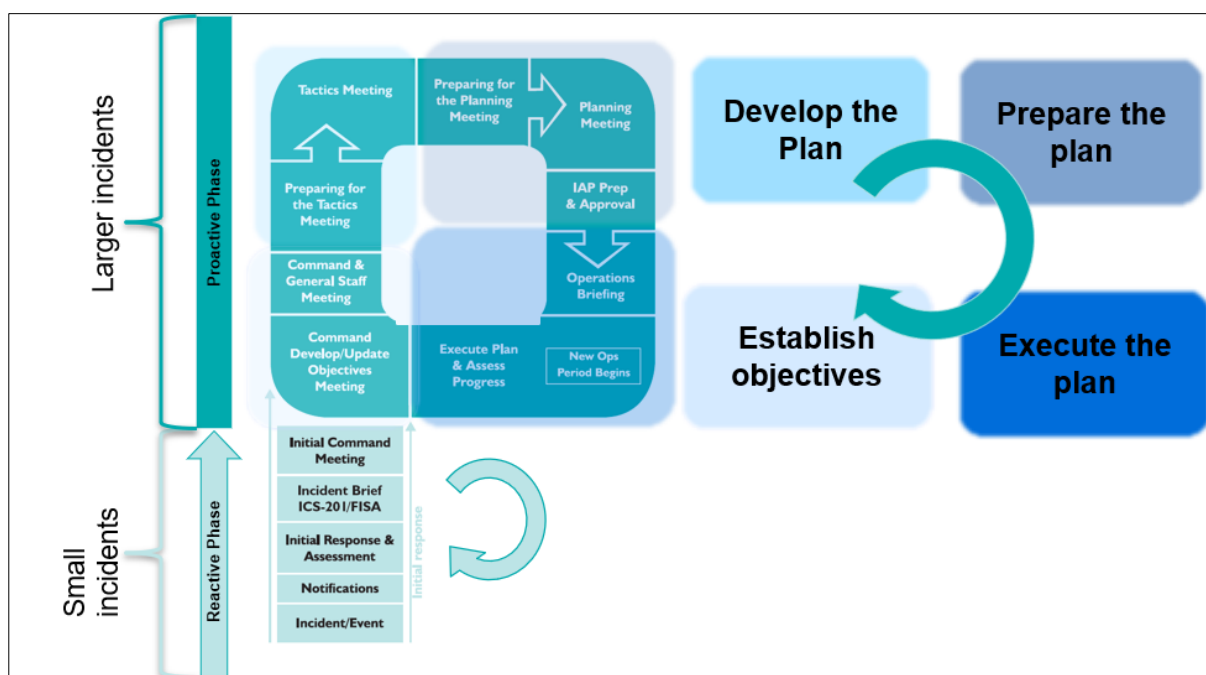 Larger incidents
Proactive Phase
Small
incidents
Reactive Phase
Tactics Meeting
Preparing for
the Planning
Meeting
Planning
Meeting
Preparing for
the Tactics
Meeting
IAP Prep
& Approval
Command &
General Staff
Meeting
Operations
Briefing
Command
Develop/Update
Objectives
Meeting
Execute Plan
& Assess
Progress
New Ops
Period Begins
Initial Command
Meeting
Incident Brief
ICS-201/FISA
Initial Response &
Assessment
Notifications
Incident/Event
Initial response
Develop the
Plan
Prepare the
plan
Establish
objectives
Execute the
plan